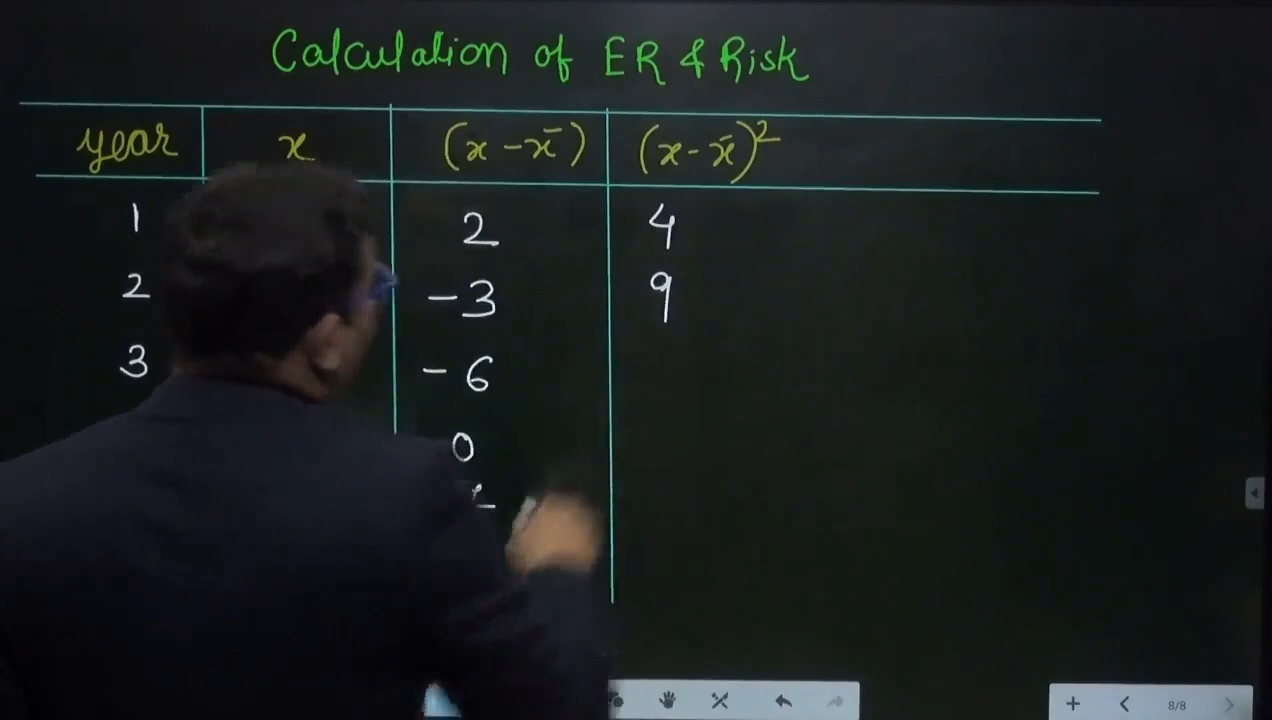 Calculation of ER & Risk
year x (x - x̄) (x - x̄)²
1 2 4
2 -3 9
3 -6
0
8/8